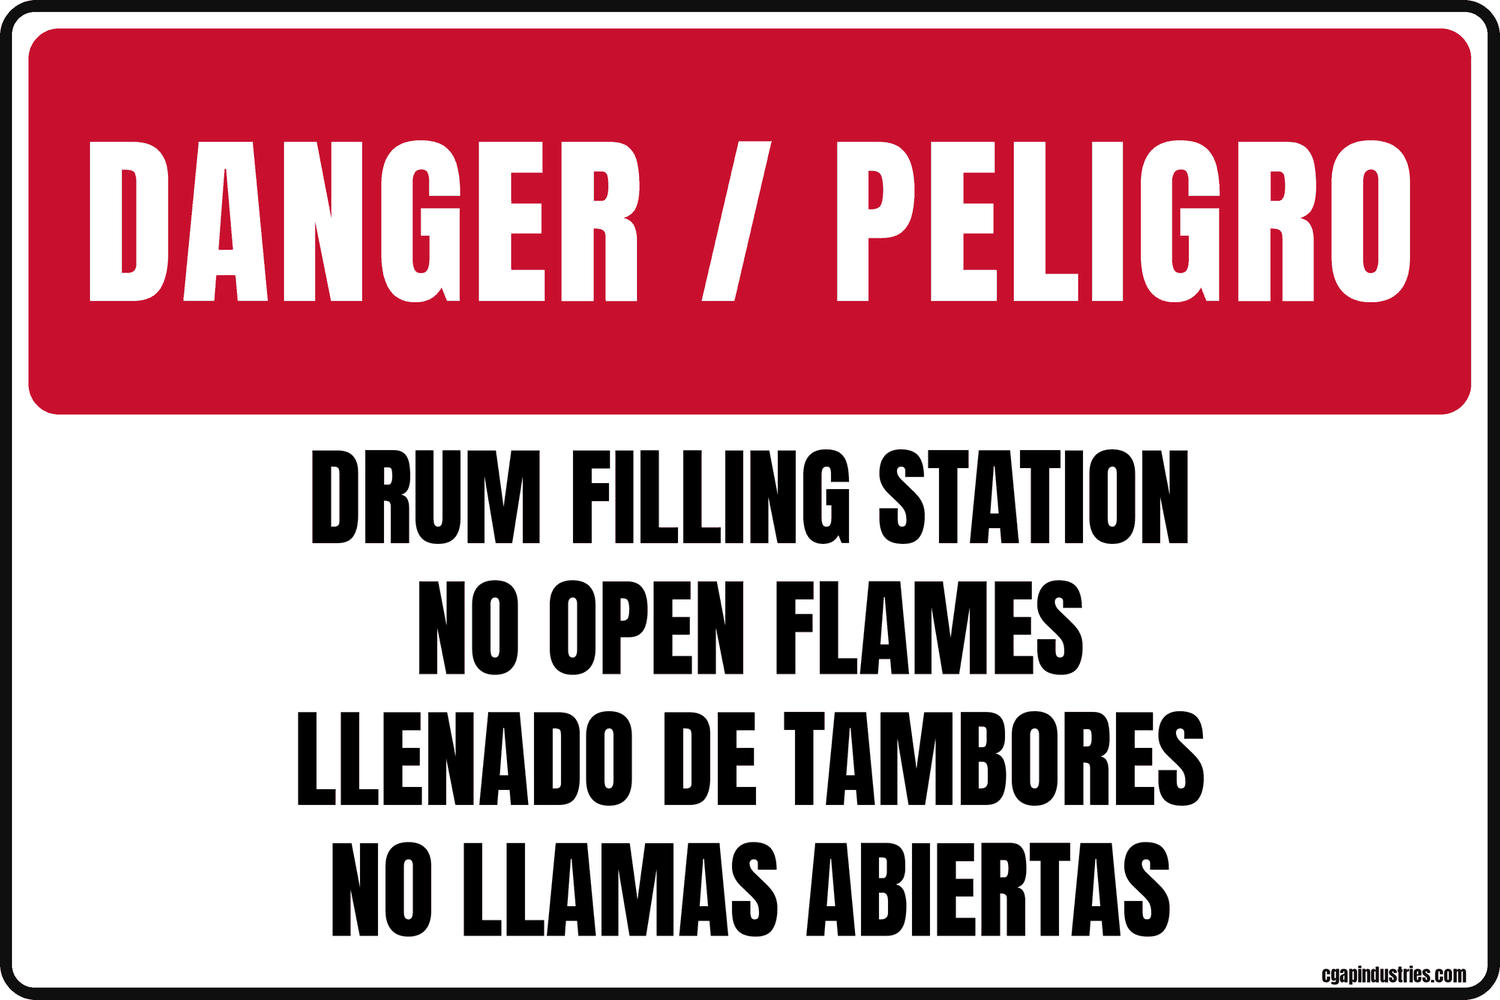 DANGER / PELIGRO
DRUM FILLING STATION
NO OPEN FLAMES
LLENADO DE TAMBORES
NO LLAMAS ABIERTAS
cgapindustries.com